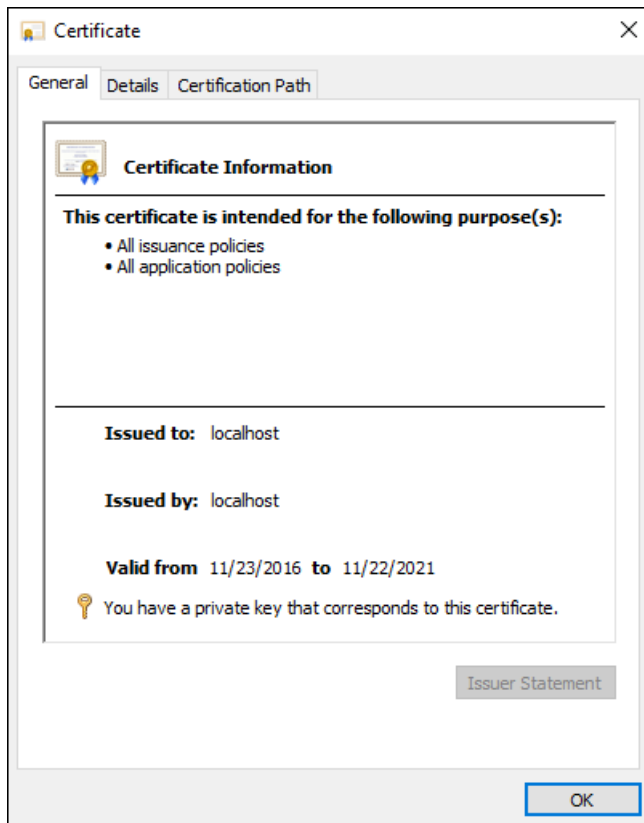 Certificate
General Details Certification Path
Certificate Information
This certificate is intended for the following purpose(s):
• All issuance policies
• All application policies
Issued to: localhost
Issued by: localhost
Valid from 11/23/2016 to 11/22/2021
You have a private key that corresponds to this certificate.
Issuer Statement
OK